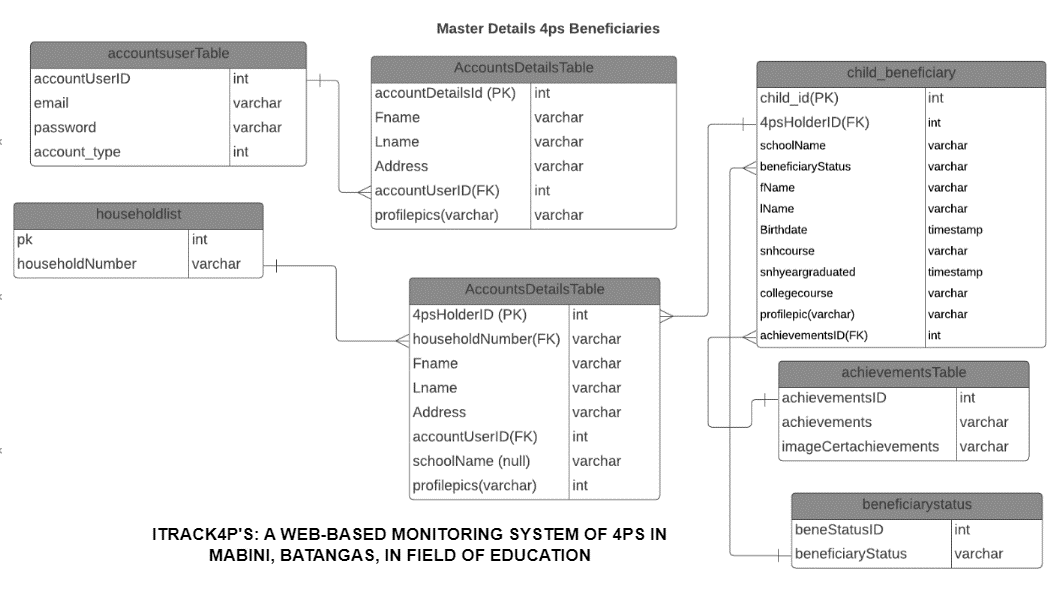 Master Details 4ps Beneficiaries
accountsuserTable
accountUserID int
email varchar
password varchar
account_type int
householdlist
pk int
householdNumber varchar
AccountsDetailsTable
accountDetailsId (PK) int
Fname varchar
Lname varchar
Address varchar
accountUserID(FK) int
profilepics(varchar) varchar
AccountsDetailsTable
4psHolderID (PK) int
householdNumber(FK) varchar
Fname varchar
Lname varchar
Address varchar
accountUserID(FK) int
schoolName (null) varchar
profilepics(varchar) int
child_beneficiary
child_id(PK) int
4psHolderID(FK) int
schoolName varchar
beneficiaryStatus varchar
fName varchar
lName varchar
Birthdate timestamp
snhcourse varchar
snhyeargraduated timestamp
collegecourse varchar
profilepic(varchar) varchar
achievementsID(FK) int
achievementsTable
achievementsID int
achievements varchar
imageCertachievements varchar
beneficiarystatus
beneStatusID int
beneficiaryStatus varchar
ITRACK4P'S: A WEB-BASED MONITORING SYSTEM OF 4PS IN
MABINI, BATANGAS, IN FIELD OF EDUCATION